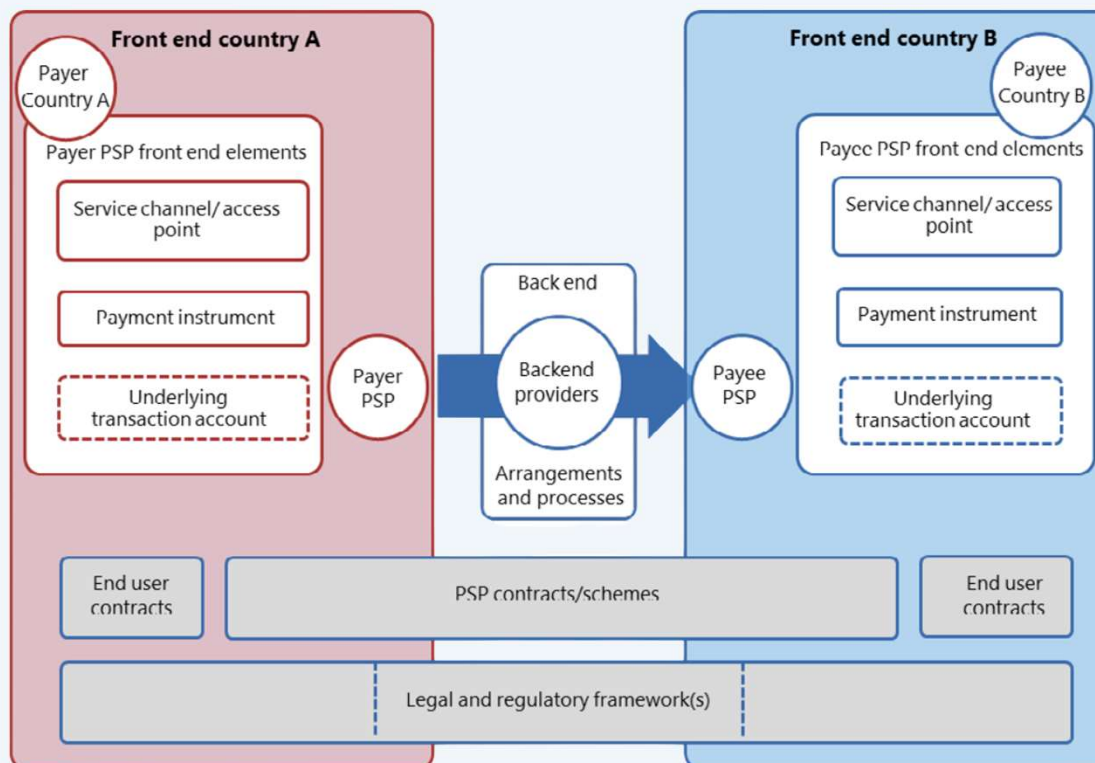 Front end country A
Payer
Country A
Payer PSP front end elements
Service channel/ access
point
Payment instrument
Underlying
transaction account
Payer
PSP
Back end
Backend
providers
Arrangements
and processes
Front end country B
Payee
Country B
Payee PSP front end elements
Service channel/ access
point
Payment instrument
Underlying
transaction account
Payee
PSP
End user
contracts
PSP contracts/schemes
End user
contracts
Legal and regulatory framework(s)